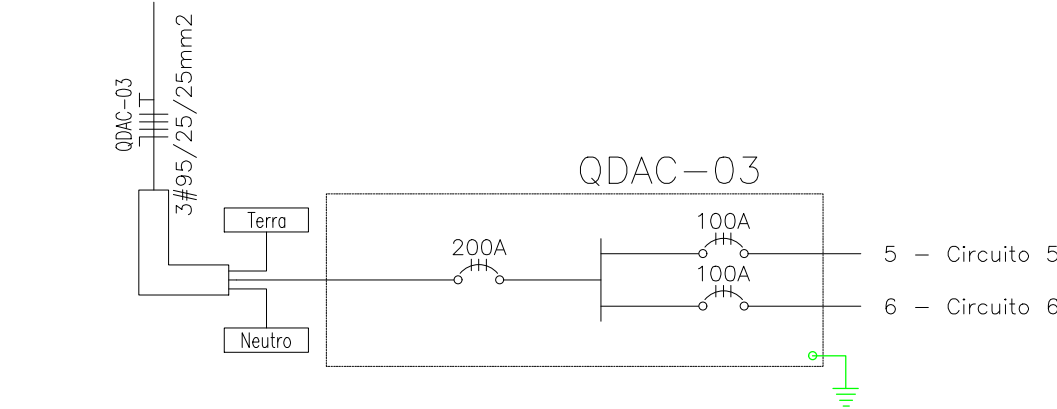 QDAC-03
3#95/25/25mm2
QDAC-03
Terra
Neutro
200A
100A
100A
5 - Circuito 5
6 - Circuito 6